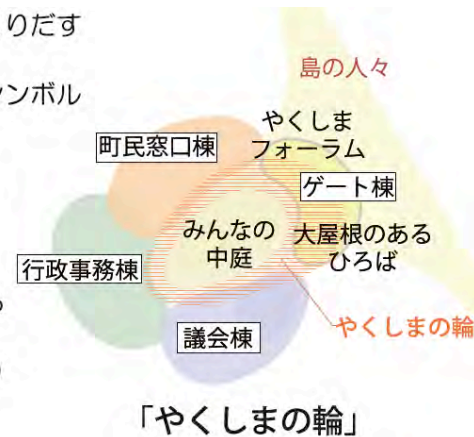 りだす
ンボル
島の人々
やくしま
フォーラム
町民窓口棟
ゲート棟
みんなの
中庭
大屋根のある
ひろば
行政事務棟
議会棟
やくしまの輪
「やくしまの輪」